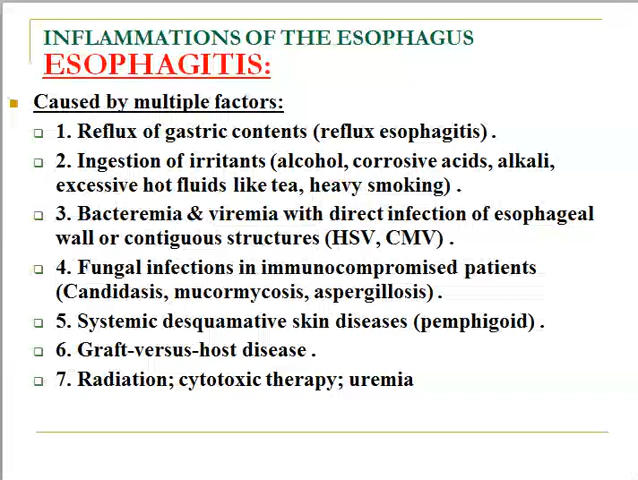 INFLAMMATIONS OF THE ESOPHAGUS
ESOPHAGITIS:
Caused by multiple factors:
1. Reflux of gastric contents (reflux esophagitis) .
2. Ingestion of irritants (alcohol, corrosive acids, alkali,
excessive hot fluids like tea, heavy smoking) .
3. Bacteremia & viremia with direct infection of esophageal
wall or contiguous structures (HSV, CMV) .
4. Fungal infections in immunocompromised patients
(Candidasis, mucormycosis, aspergillosis) .
5. Systemic desquamative skin diseases (pemphigoid) .
6. Graft-versus-host disease .
7. Radiation; cytotoxic therapy; uremia